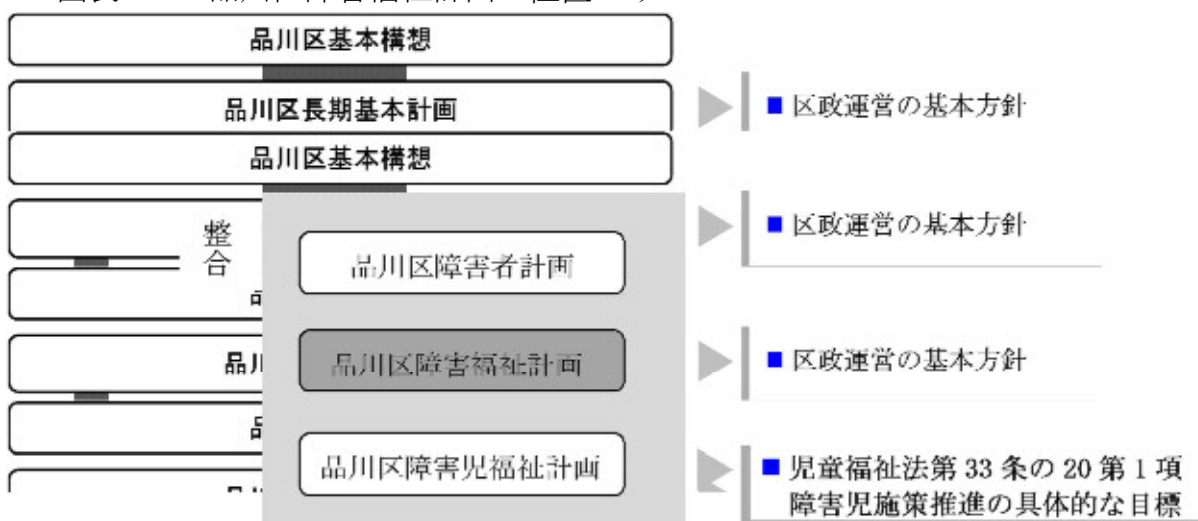 品川区基本構想
品川区長期基本計画
■ 区政運営の基本方針
品川区基本構想
整合
■ 区政運営の基本方針
品川区障害者計画
品川区障害福祉計画
■ 区政運営の基本方針
品川区障害児福祉計画
■ 児童福祉法第 33 条の 20 第 1 項
障害児施策推進の具体的な目標